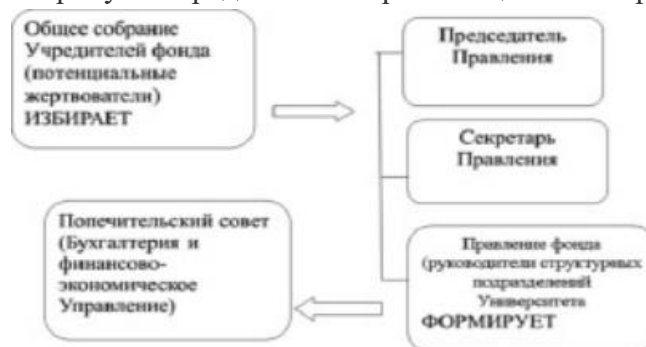 Общее собрание
Учредителей фонда
(потенциальные
жертвователи)
ИЗБИРАЕТ
Председатель
Правления
Секретарь
Правления
Попечительский совет
(Бухгалтерия и
финансово-
экономическое
Управление)
Правление фонда
(руководители структурных
подразделений
Университета
ФОРМИРУЕТ